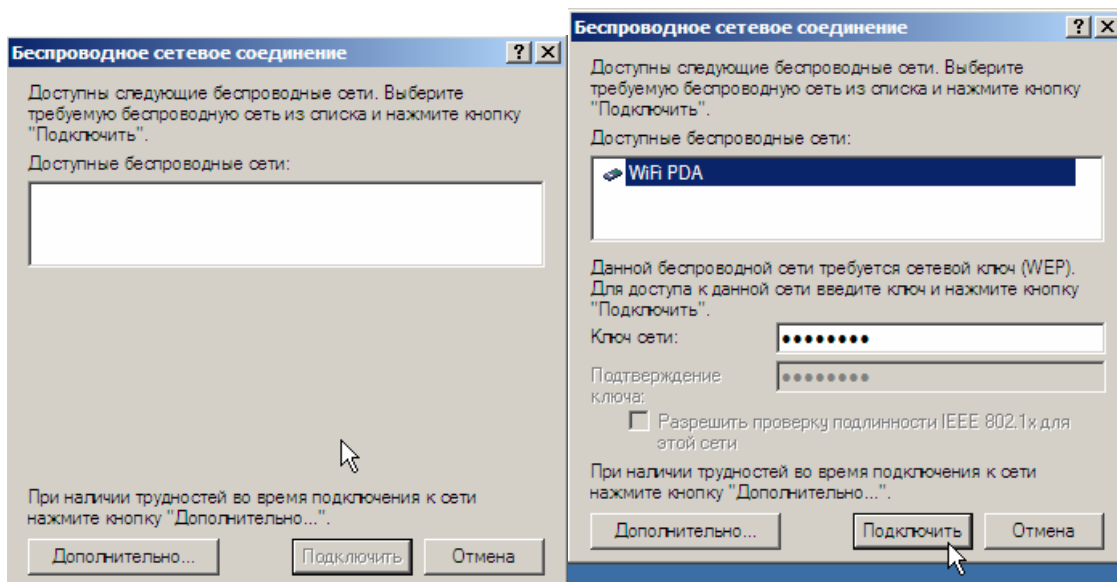 Беспроводное сетевое соединение
Доступны следующие беспроводные сети. Выберите
требуемую беспроводную сеть из списка и нажмите кнопку
"Подключить".
Доступные беспроводные сети:
При наличии трудностей во время подключения к сети
нажмите кнопку "Дополнительно...".
Дополнительно...
Подключить
Отмена
Беспроводное сетевое соединение
Доступны следующие беспроводные сети. Выберите
требуемую беспроводную сеть из списка и нажмите кнопку
"Подключить".
Доступные беспроводные сети:
WiFi PDA
Данной беспроводной сети требуется сетевой ключ (WEP).
Для доступа к данной сети введите ключ и нажмите кнопку
"Подключить".
Ключ сети:
Подтверждение
ключа:
Разрешить проверку подлинности IEEE 802.1x для
этой сети
При наличии трудностей во время подключения к сети
нажмите кнопку "Дополнительно...".
Дополнительно...
Подключить
Отмена